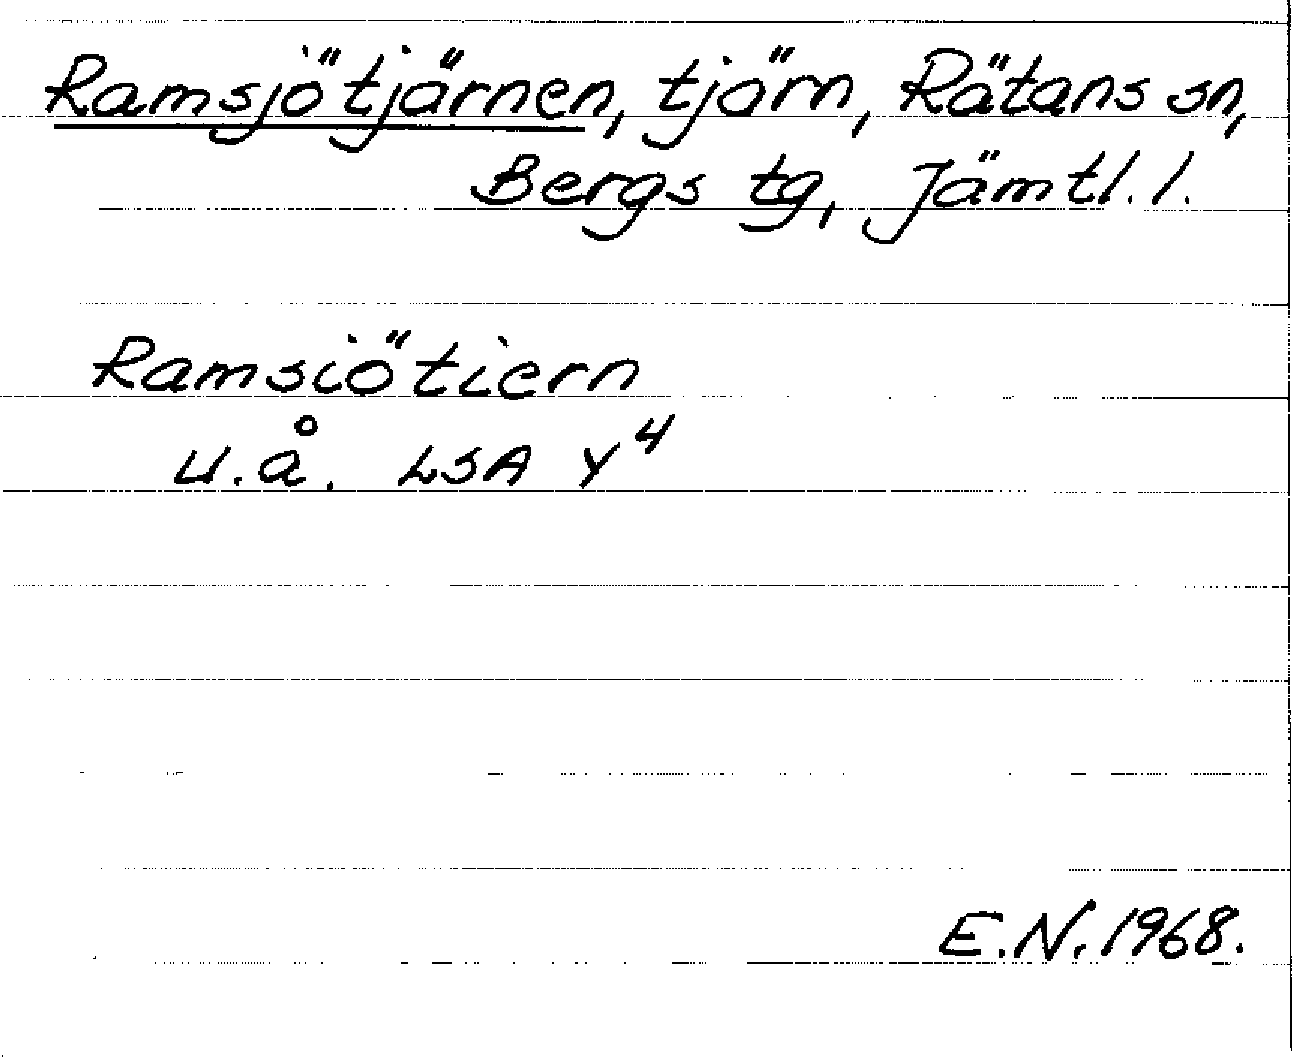 Ramsjötjärnen, tjärn, Rätans sn,
Bergs tg, Jämtl. l.
Ramsiötiern
u.å. LSA Y⁴
E.N. 1968.